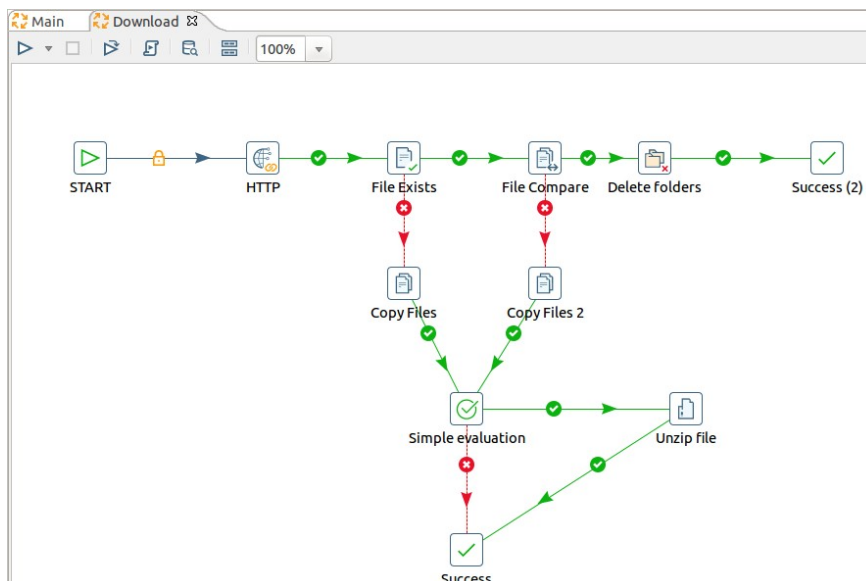 Main
Download
100%
START
HTTP
File Exists
File Compare
Delete folders
Success (2)
Copy Files
Copy Files 2
Simple evaluation
Unzip file
Success